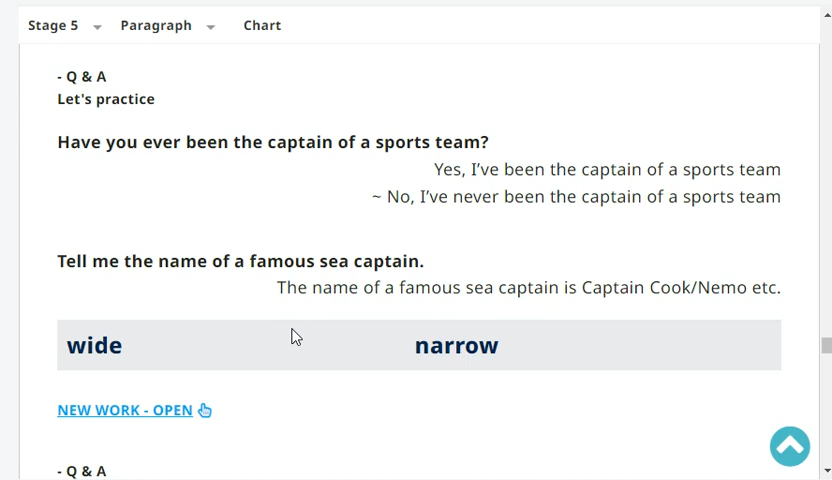 Stage 5 Paragraph Chart
- Q & A
Let's practice
Have you ever been the captain of a sports team?
Yes, I've been the captain of a sports team
~ No, I've never been the captain of a sports team
Tell me the name of a famous sea captain.
The name of a famous sea captain is Captain Cook/Nemo etc.
wide narrow
NEW WORK - OPEN
- Q & A